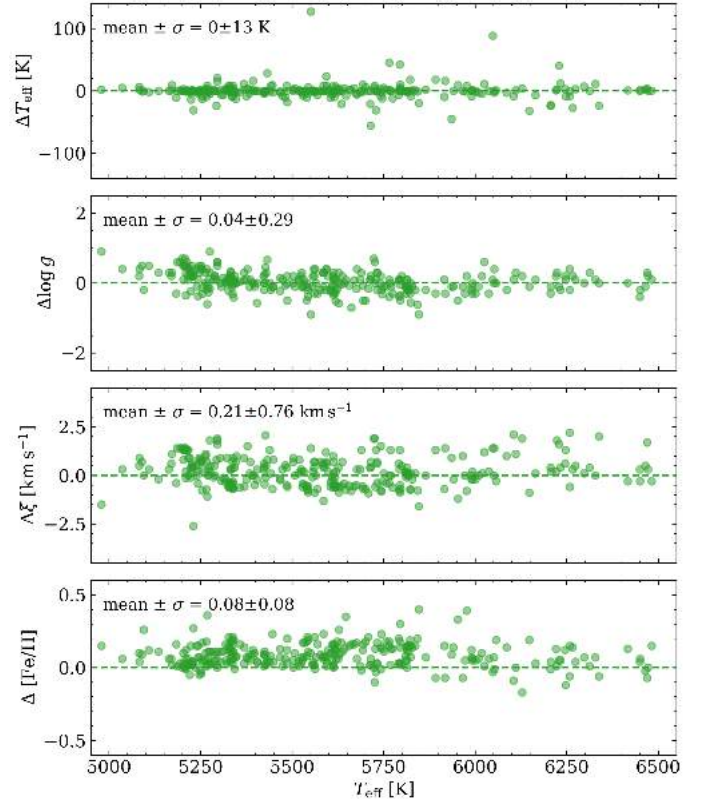 mean ± σ = 0±13 K
100
0
−100
ΔT_eff [K]
mean ± σ = 0.04±0.29
2
0
−2
Δlog g
mean ± σ = 0.21±0.76 km s⁻¹
2.5
0.0
−2.5
Δξ [km s⁻¹]
mean ± σ = 0.08±0.08
0.5
0.0
−0.5
Δ [Fe/H]
5000 5250 5500 5750 6000 6250 6500
T_eff [K]